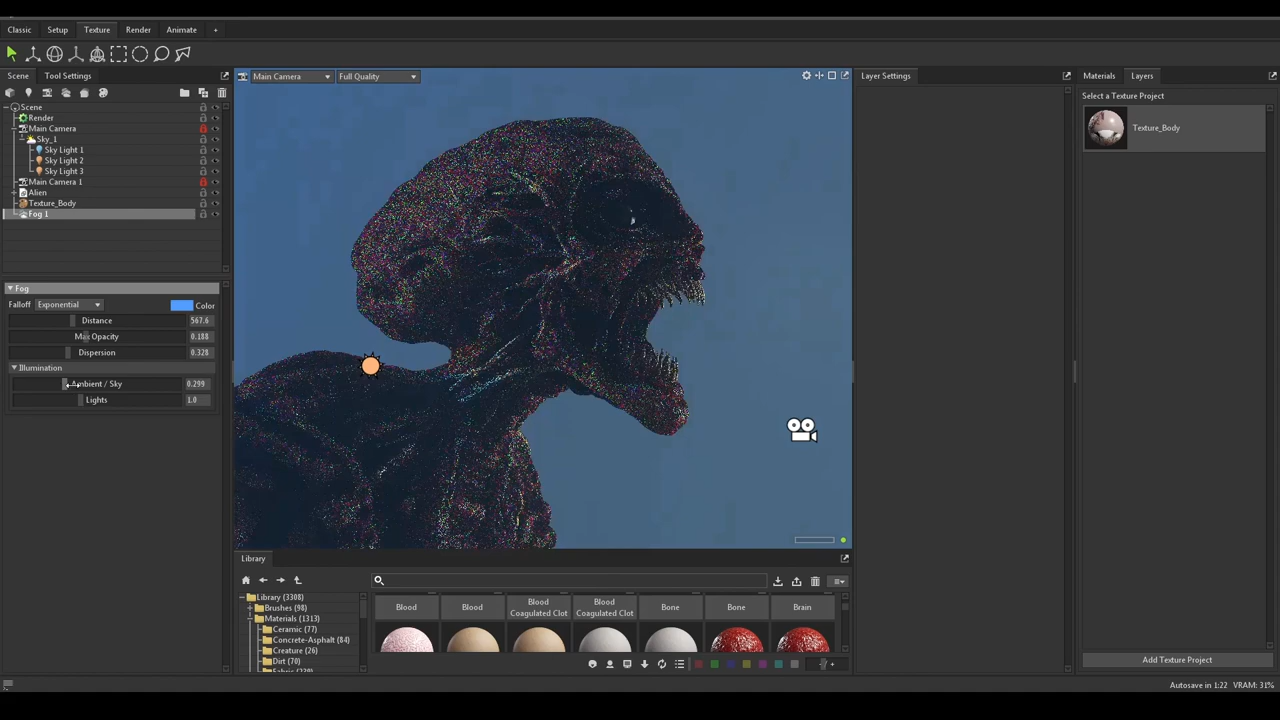 Classic Setup Texture Render Animate +
Scene Tool Settings
Main Camera Full Quality
Layer Settings
Materials Layers
Select a Texture Project
Texture_Body
Scene
Render
Main Camera
Sky_1
Sky Light 1
Sky Light 2
Sky Light 3
Main Camera 1
Alien
Texture_Body
Fog 1
Fog
Falloff Exponential Color
Distance 567.6
Max Opacity 0.188
Dispersion 0.328
Illumination
Ambient / Sky 0.299
Lights 1.0
Library
Library (3308)
Brushes (98)
Materials (1313)
Ceramic (77)
Concrete-Asphalt (84)
Creature (26)
Dirt (70)
Blood Blood Blood Coagulated Clot Blood Coagulated Clot Bone Bone Brain
Add Texture Project
Autosave in 1:22 VRAM: 31%